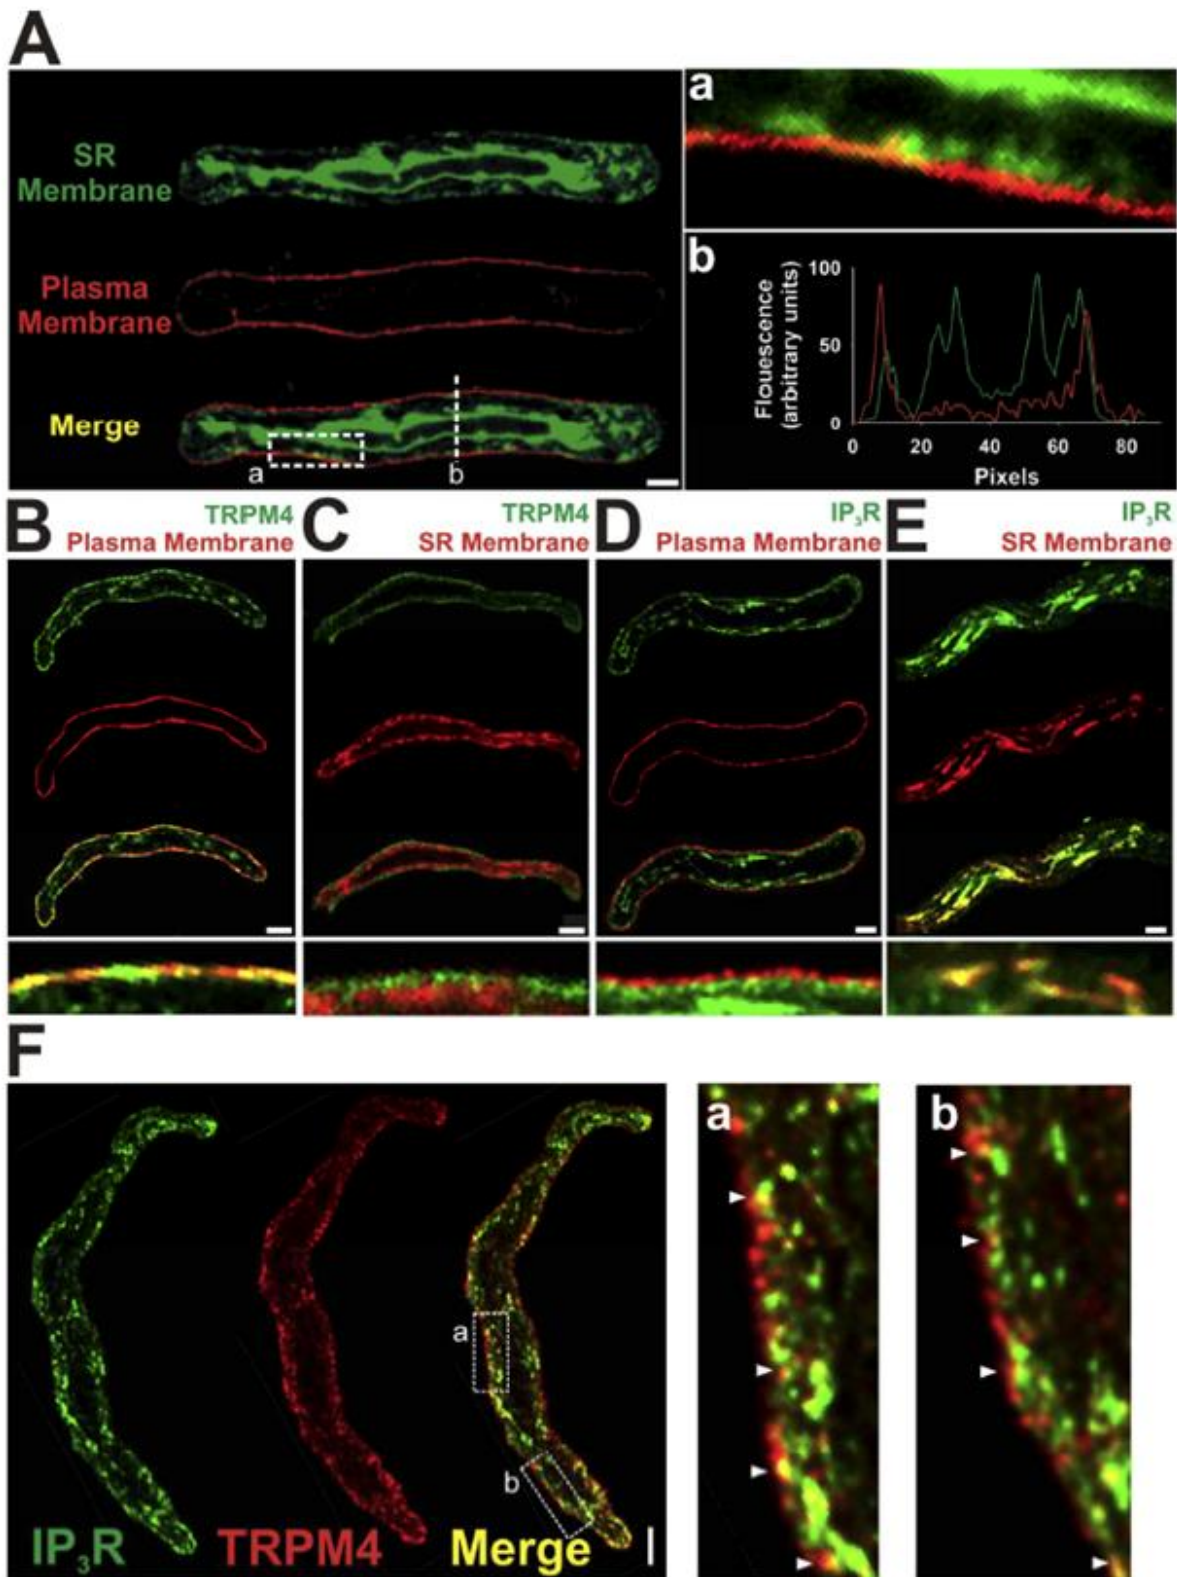 A
SR
Membrane
Plasma
Membrane
Merge
a
b
a
b
Flouescence
(arbitrary units)
100
50
0
0
20
40
60
80
Pixels
B
TRPM4
Plasma Membrane
C
TRPM4
SR Membrane
D
IP₃R
Plasma Membrane
E
IP₃R
SR Membrane
F
a
b
IP₃R
TRPM4
Merge
a
b